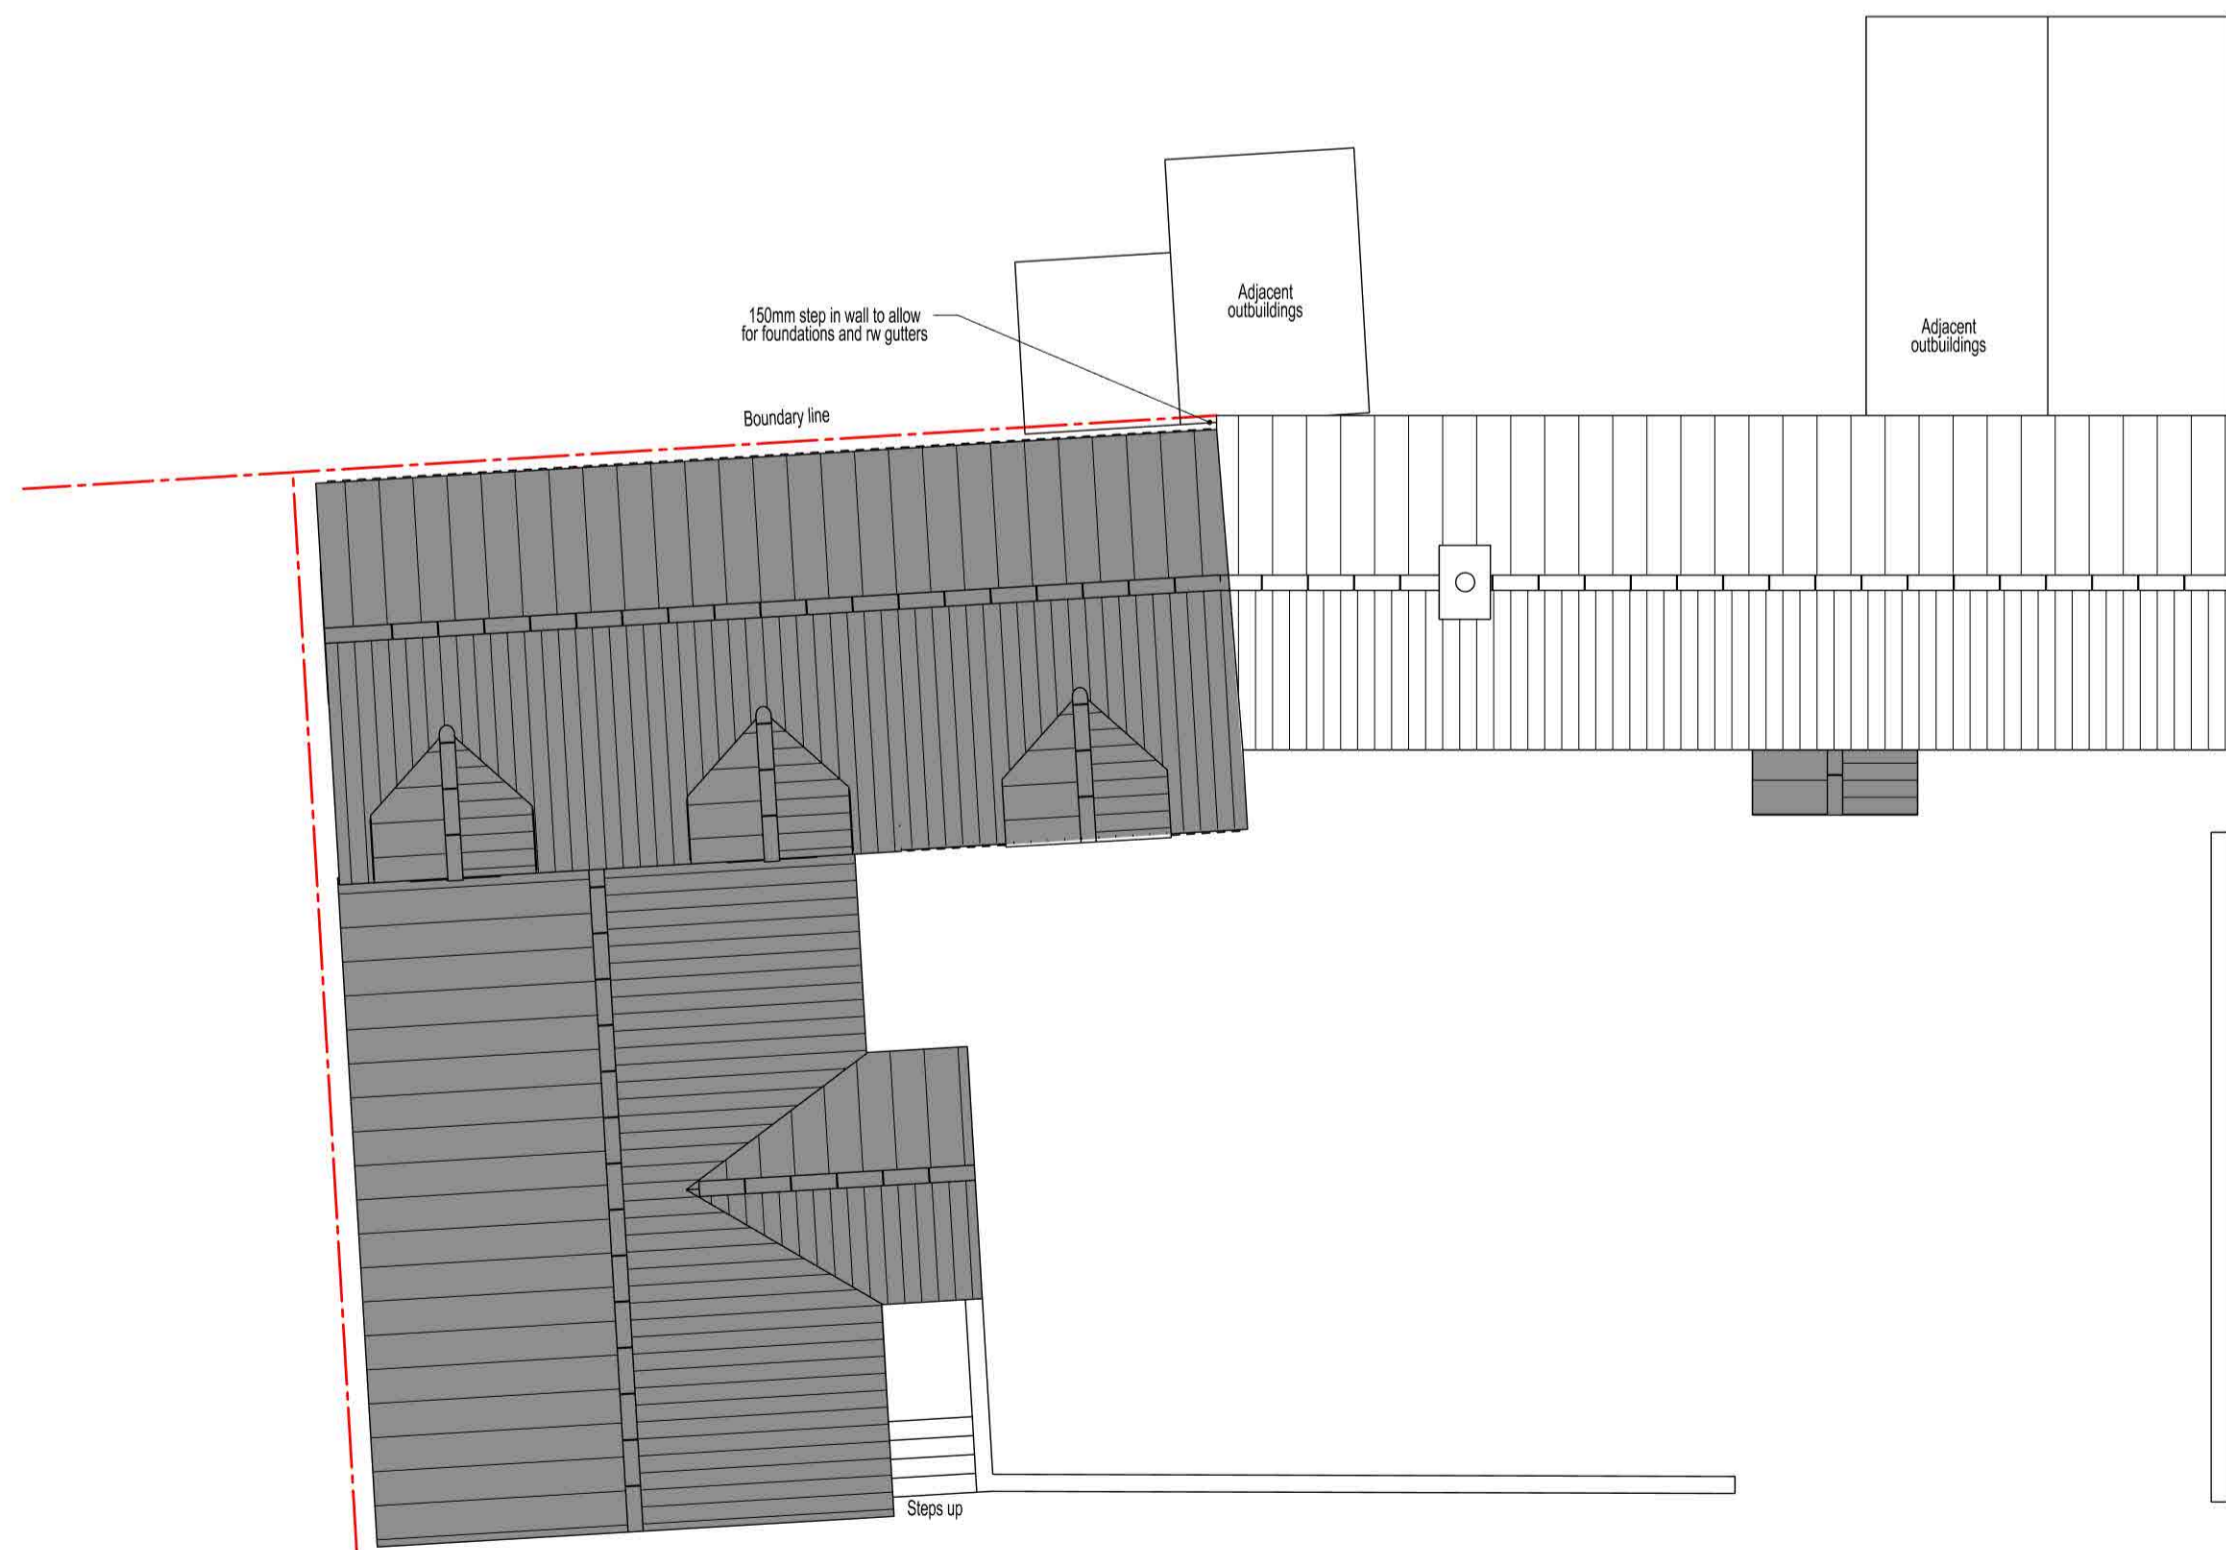 Adjacent
outbuildings
150mm step in wall to allow
for foundations and rw gutters
Adjacent
outbuildings
Boundary line
Steps up